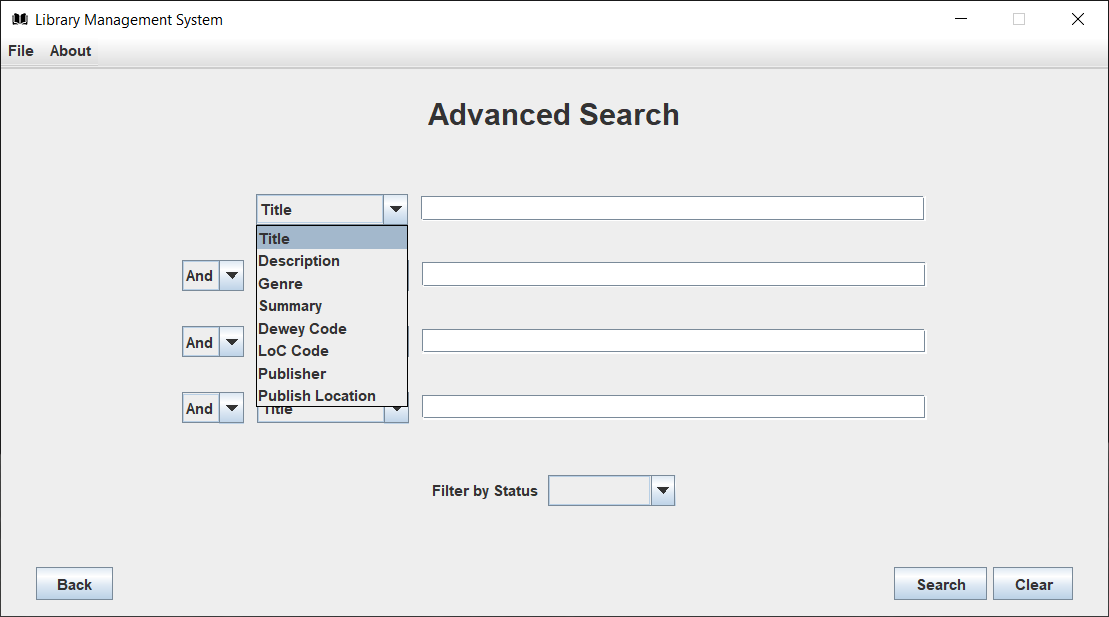 Library Management System
File About
Advanced Search
Title
Title
Description
And
Genre
Summary
Dewey Code
And
LoC Code
Publisher
Publish Location
And
Title
Filter by Status
Back
Search
Clear